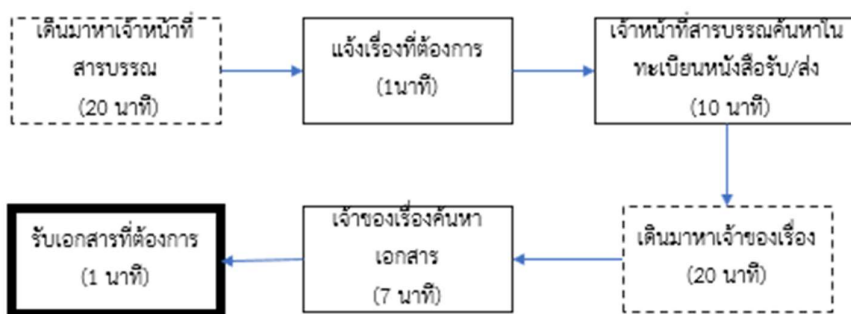 เดินมาหาเจ้าหน้าที่
สารบรรณ
(20 นาที)
แจ้งเรื่องที่ต้องการ
(1นาที)
เจ้าหน้าที่สารบรรณค้นหาใน
ทะเบียนหนังสือรับ/ส่ง
(10 นาที)
เดินมาหาเจ้าของเรื่อง
(20 นาที)
เจ้าของเรื่องค้นหา
เอกสาร
(7 นาที)
รับเอกสารที่ต้องการ
(1 นาที)